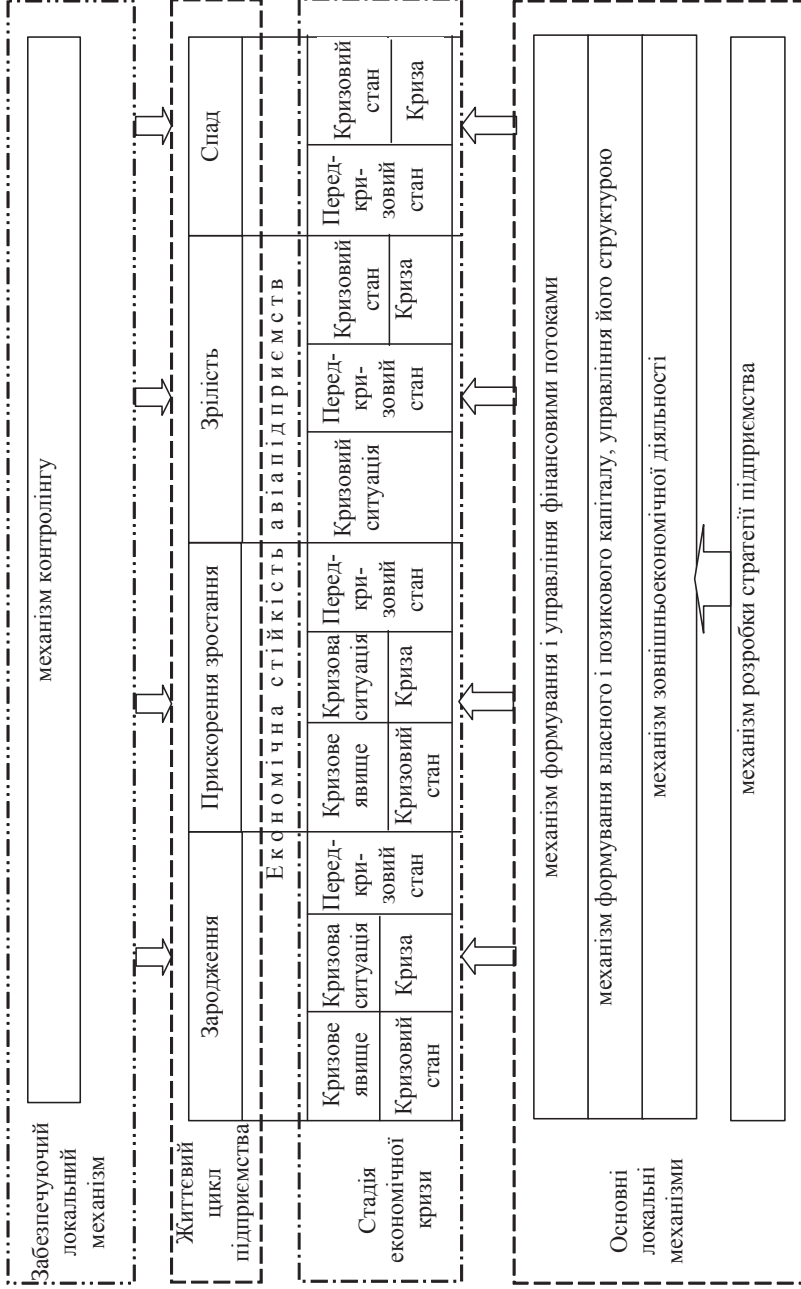 Забезпечуючий
локальний
механізм
механізм контролінгу
Життєвий
цикл
підприємства
Зародження
Прискорення зростання
Зрілість
Спад
Економічна стійкість авіапідприємств
Стадія
економічної
кризи
Кризове
явище
Кризовий
стан
Кризова
ситуація
Криза
Перед-
кри-
зовий
стан
Кризове
явище
Кризовий
стан
Кризова
ситуація
Криза
Перед-
кри-
зовий
стан
Кризовий
ситуація
Перед-
кри-
зовий
стан
Кризовий
стан
Криза
Перед-
кри-
зовий
стан
Кризовий
стан
Криза
Основні
локальні
механізми
механізм формування і управління фінансовими потоками
механізм формування власного і позикового капіталу, управління його структурою
механізм зовнішньоекономічної діяльності
механізм розробки стратегії підприємства